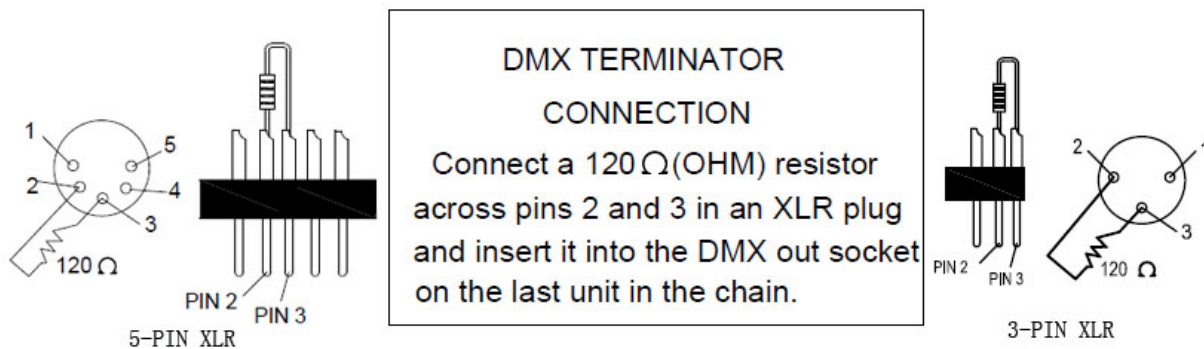 1
5
2
4
3
120 Ω
PIN 2
PIN 3
5-PIN XLR
DMX TERMINATOR
CONNECTION
Connect a 120Ω(OHM) resistor
across pins 2 and 3 in an XLR plug
and insert it into the DMX out socket
on the last unit in the chain.
PIN 2
PIN 3
2
3
120 Ω
3-PIN XLR